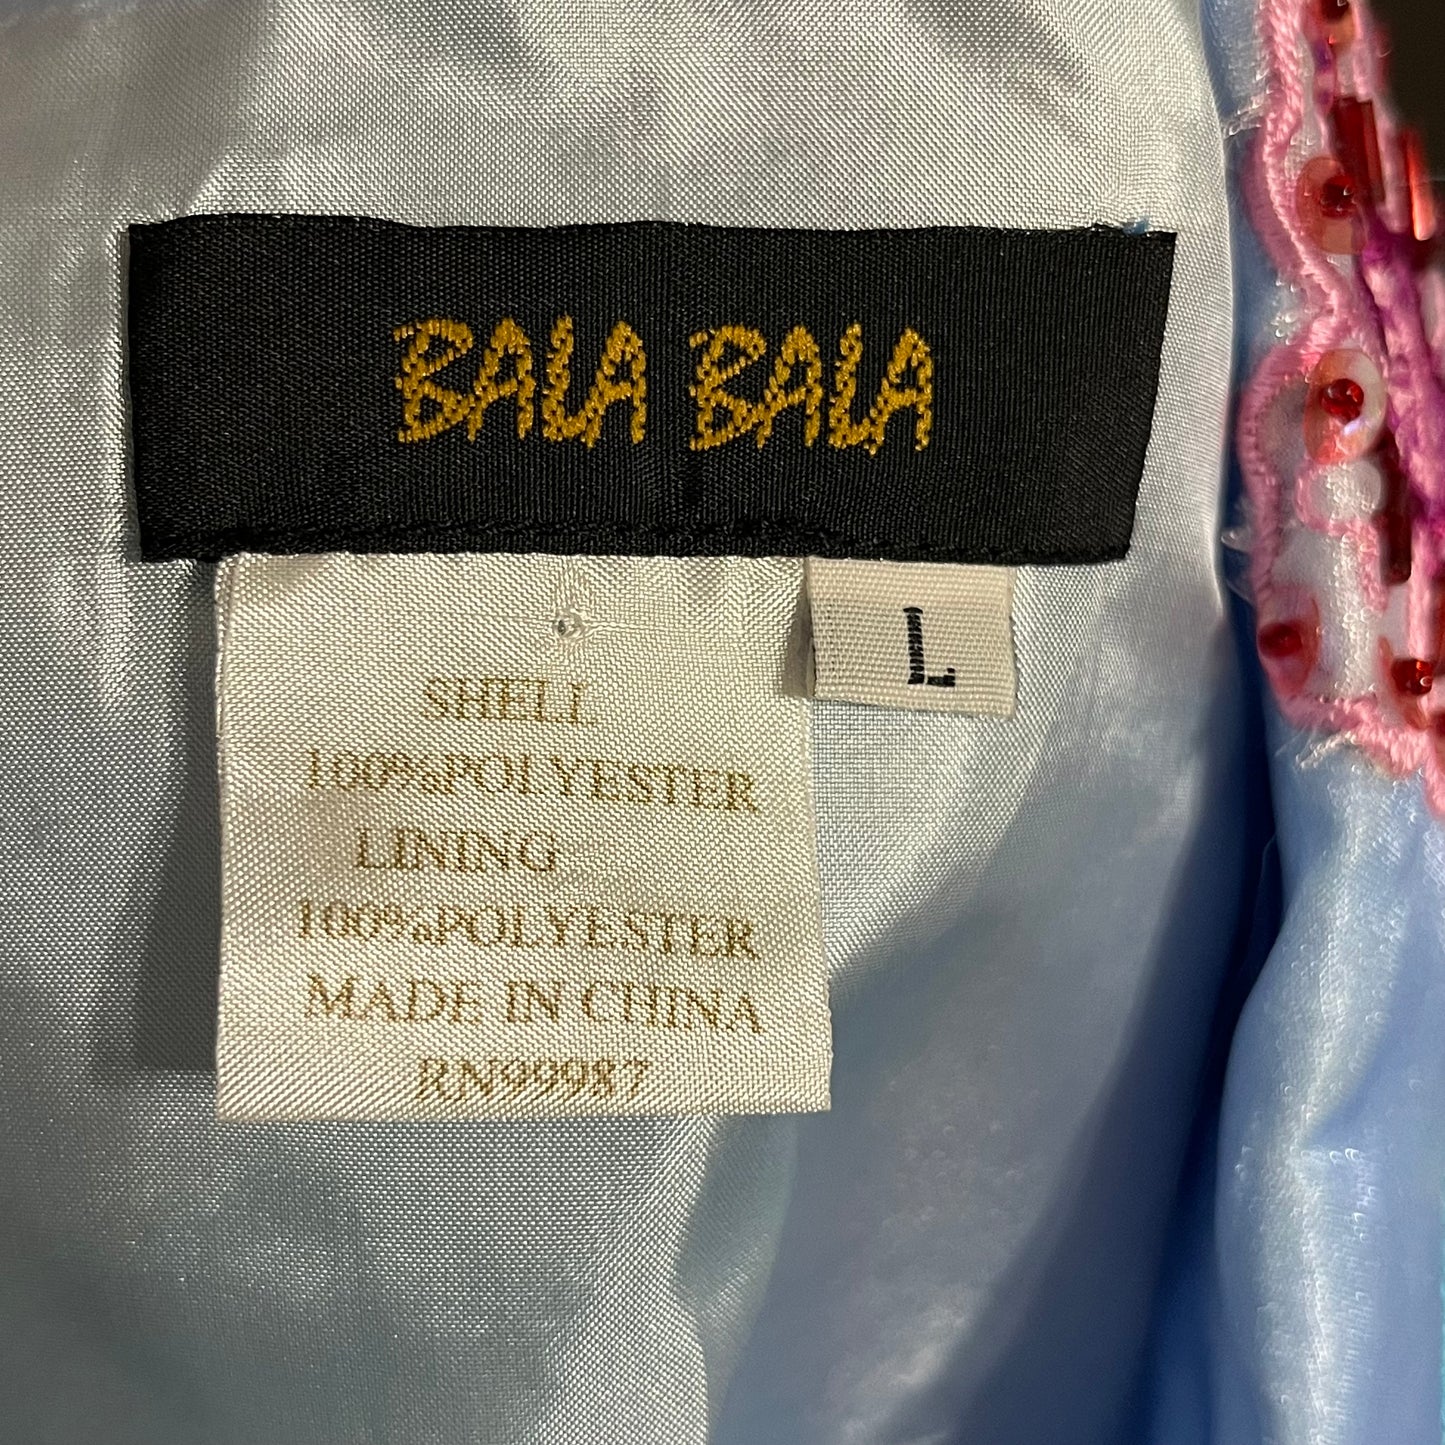 BALA BALA
L
SHELL
100%POLYESTER
LINING
100%POLYESTER
MADE IN CHINA
RN99987